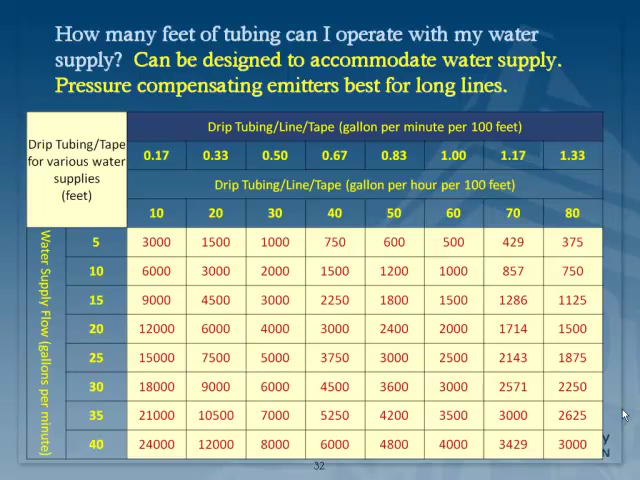 How many feet of tubing can I operate with my water
supply? Can be designed to accommodate water supply.
Pressure compensating emitters best for long lines.
Drip Tubing/Tape
for various water
supplies
(feet)
Drip Tubing/Line/Tape (gallon per minute per 100 feet)
0.17 0.33 0.50 0.67 0.83 1.00 1.17 1.33
Drip Tubing/Line/Tape (gallon per hour per 100 feet)
10 20 30 40 50 60 70 80
Water Supply Flow (gallons per minute)
5 3000 1500 1000 750 600 500 429 375
10 6000 3000 2000 1500 1200 1000 857 750
15 9000 4500 3000 2250 1800 1500 1286 1125
20 12000 6000 4000 3000 2400 2000 1714 1500
25 15000 7500 5000 3750 3000 2500 2143 1875
30 18000 9000 6000 4500 3600 3000 2571 2250
35 21000 10500 7000 5250 4200 3500 3000 2625
40 24000 12000 8000 6000 4800 4000 3429 3000
32